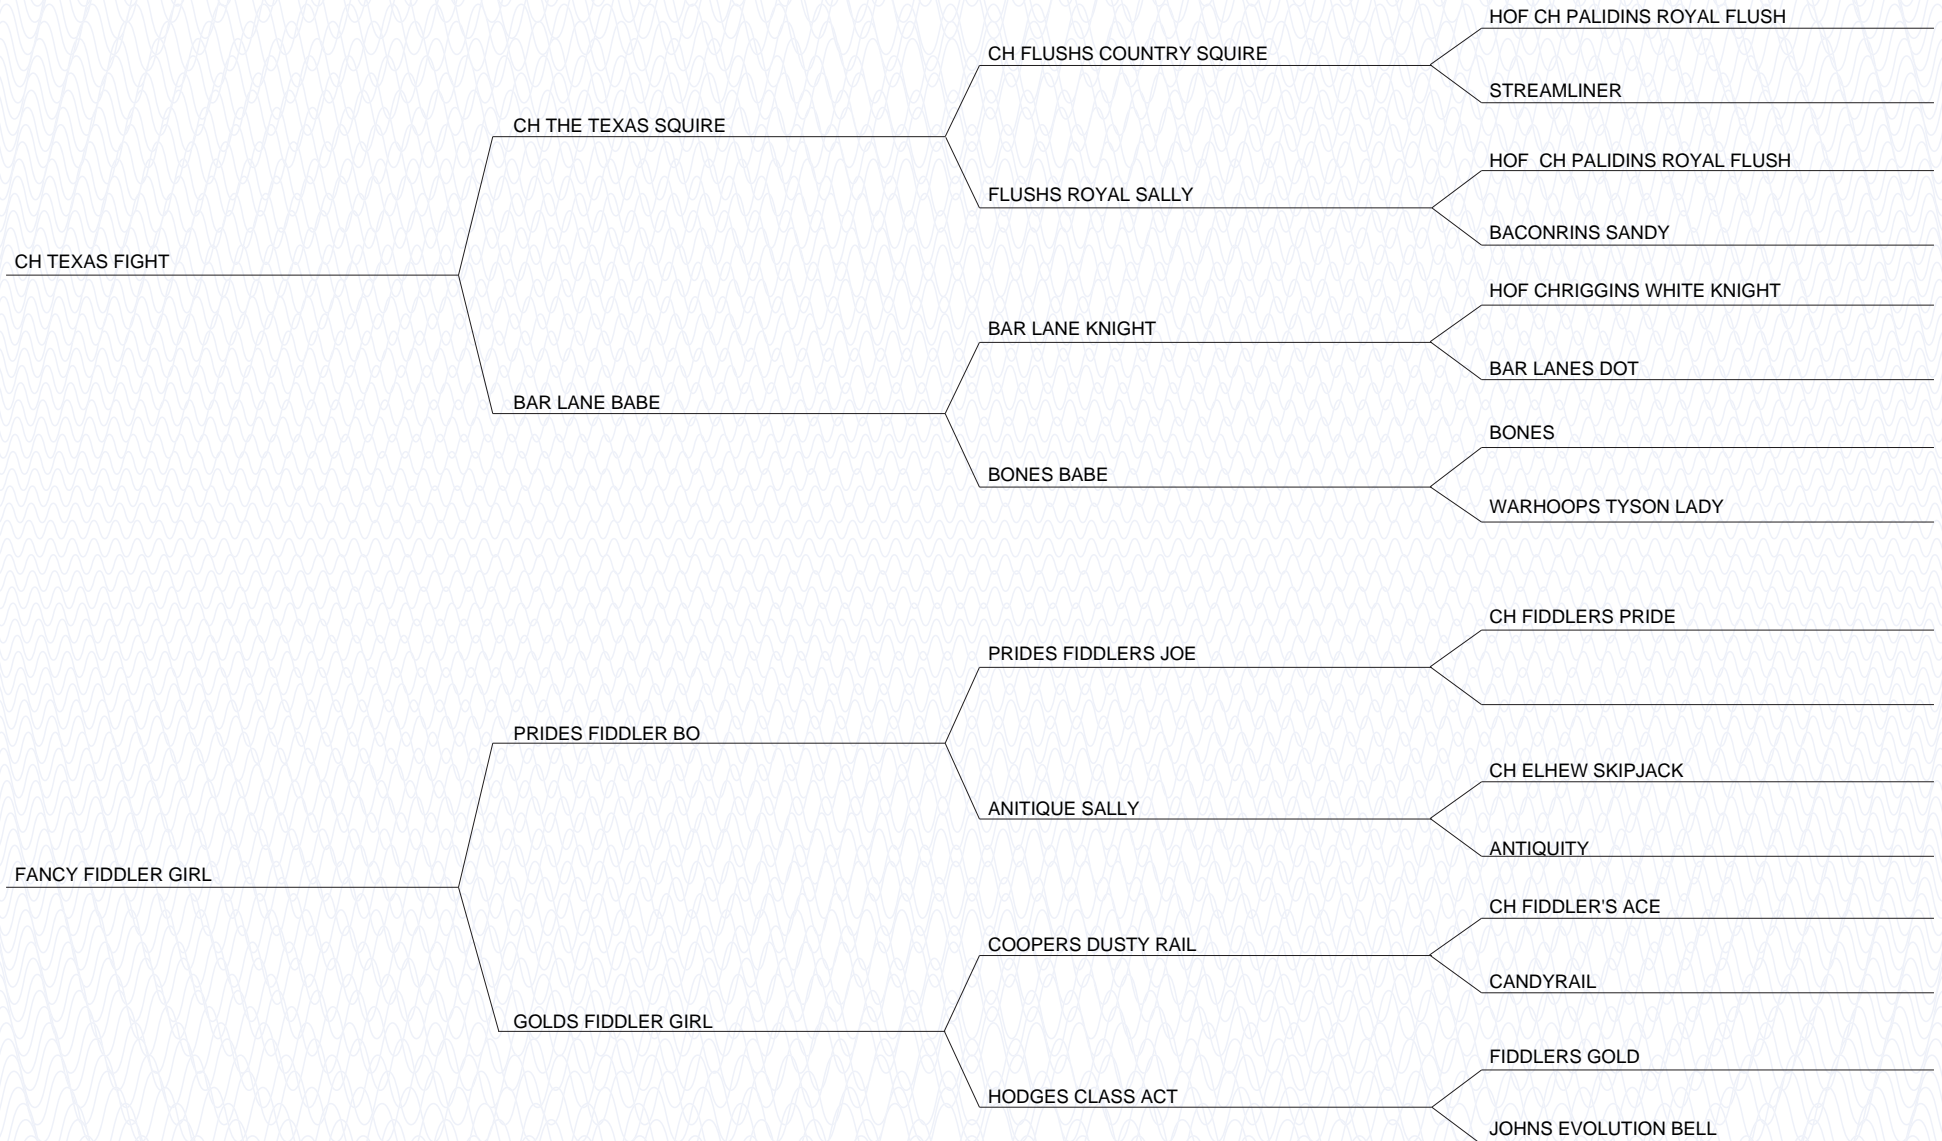 HOF CH PALIDINS ROYAL FLUSH
CH FLUSHS COUNTRY SQUIRE
STREAMLINER
CH THE TEXAS SQUIRE
HOF  CH PALIDINS ROYAL FLUSH
FLUSHS ROYAL SALLY
BACONRINS SANDY
CH TEXAS FIGHT
HOF CHRIGGINS WHITE KNIGHT
BAR LANE KNIGHT
BAR LANES DOT
BAR LANE BABE
BONES
BONES BABE
WARHOOPS TYSON LADY
CH FIDDLERS PRIDE
PRIDES FIDDLERS JOE
PRIDES FIDDLER BO
CH ELHEW SKIPJACK
ANITIQUE SALLY
ANTIQUITY
FANCY FIDDLER GIRL
CH FIDDLER'S ACE
COOPERS DUSTY RAIL
CANDYRAIL
GOLDS FIDDLER GIRL
FIDDLERS GOLD
HODGES CLASS ACT
JOHNS EVOLUTION BELL